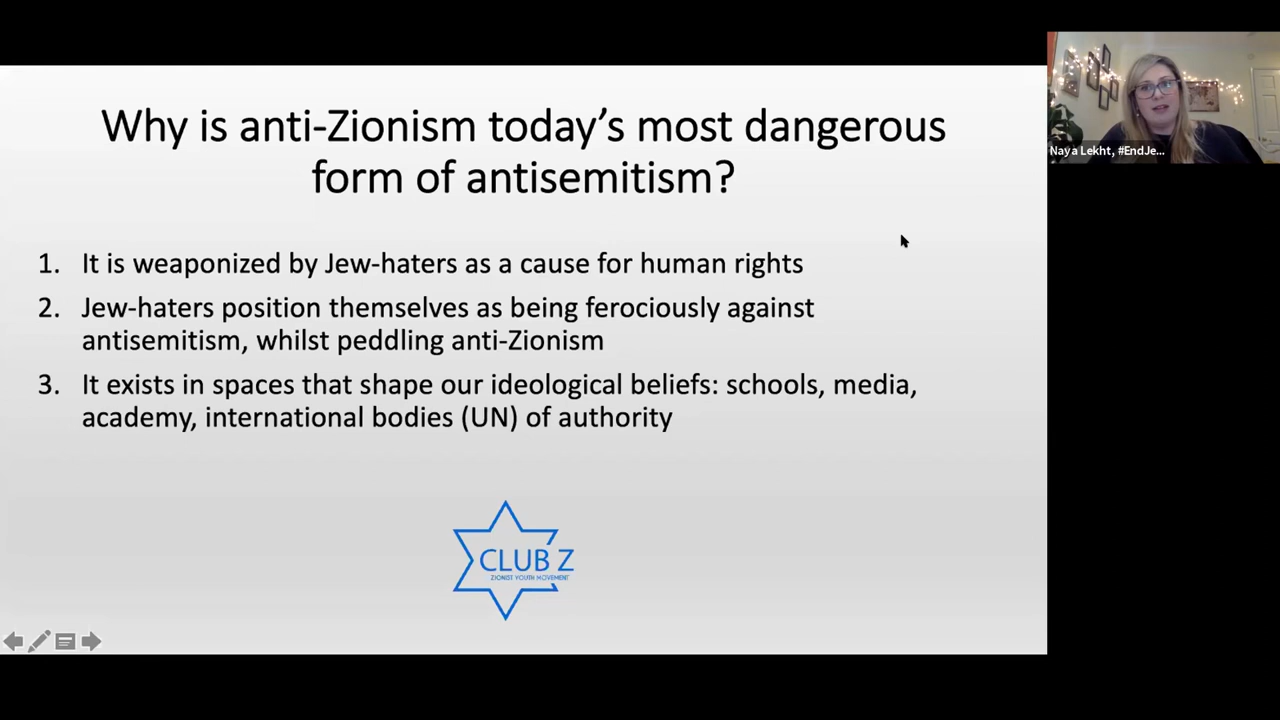 Why is anti-Zionism today’s most dangerous
form of antisemitism?
1. It is weaponized by Jew-haters as a cause for human rights
2. Jew-haters position themselves as being ferociously against
antisemitism, whilst peddling anti-Zionism
3. It exists in spaces that shape our ideological beliefs: schools, media,
academy, international bodies (UN) of authority
CLUB Z
ZIONIST YOUTH MOVEMENT
Naya Lekht, #EndJe...